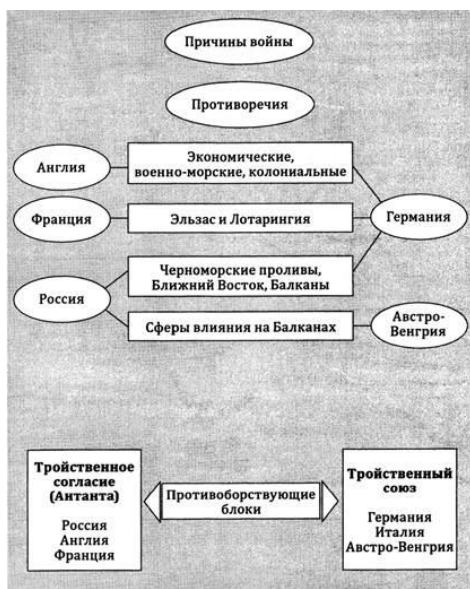 Причины войны
Противоречия
Англия
Экономические,
военно-морские, колониальные
Франция
Эльзас и Лотарингия
Германия
Россия
Черноморские проливы,
Ближний Восток, Балканы
Сферы влияния на Балканах
Австро-
Венгрия
Тройственное
согласие
(Антанта)
Россия
Англия
Франция
Противоборствующие
блоки
Тройственный
союз
Германия
Италия
Австро-Венгрия